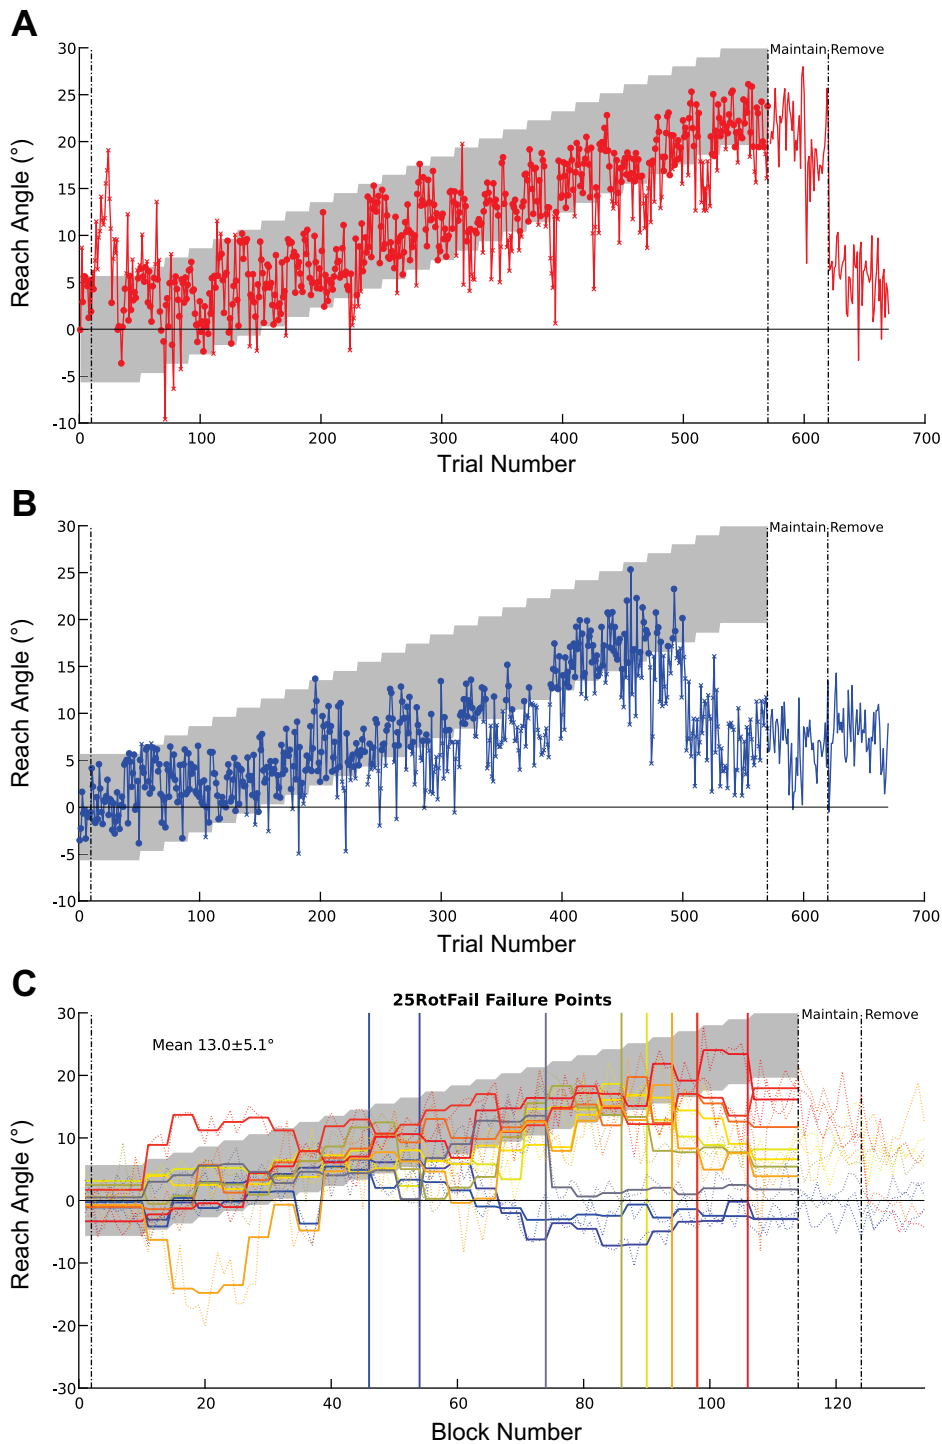 A
30
25
20
15
10
5
0
-5
-10
Maintain Remove
Reach Angle (°)
0 100 200 300 400 500 600 700
Trial Number
B
30
25
20
15
10
5
0
-5
-10
Maintain Remove
Reach Angle (°)
0 100 200 300 400 500 600 700
Trial Number
C
25RotFail Failure Points
30
20
10
0
-10
-20
-30
Maintain Remove
Mean 13.0±5.1°
Reach Angle (°)
0 20 40 60 80 100 120
Block Number